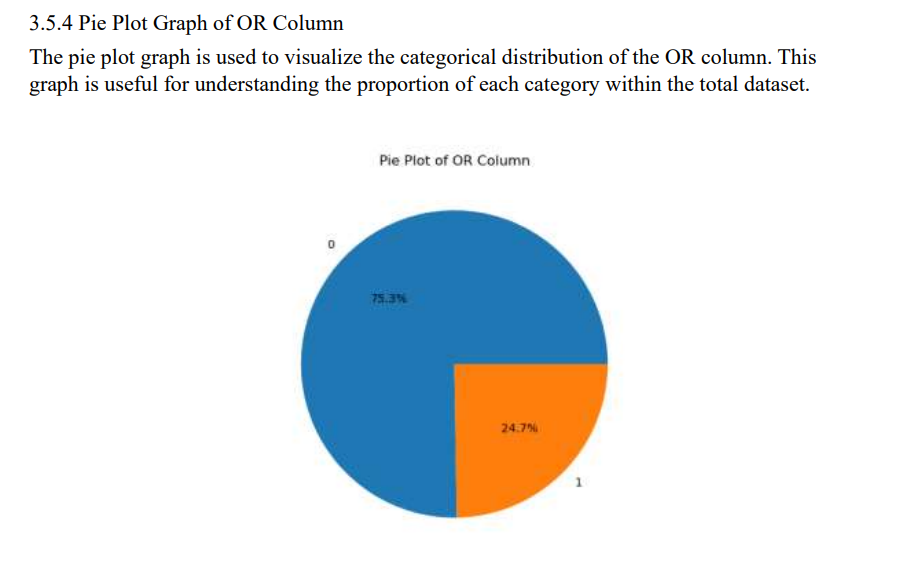 3.5.4 Pie Plot Graph of OR Column
The pie plot graph is used to visualize the categorical distribution of the OR column. This
graph is useful for understanding the proportion of each category within the total dataset.
Pie Plot of OR Column
0
75.3%
24.7%
1